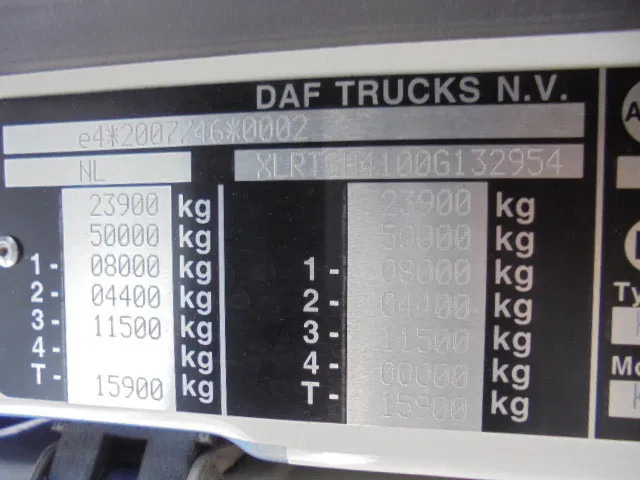 DAF TRUCKS N.V.
e4*2007/46*0002
NL
23900 kg 23900 kg
50000 kg 50000 kg
1- 08000 kg 1- 08000 kg
2- 04400 kg 2- 04400 kg
3- 11500 kg 3- 11500 kg
4- kg 4- 00000 kg
T- 15900 kg T- 15900 kg
A
Ty
Mo